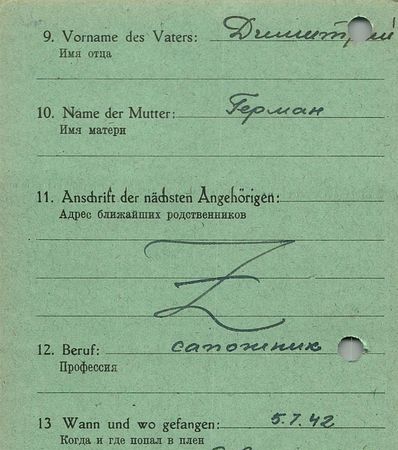 9. Vorname des Vaters: Димитрий
Имя отца
10. Name der Mutter: Герман
Имя матери
11. Anschrift der nächsten Angehörigen:
Адрес ближайших родственников
12. Beruf: сапожник
Профессия
13 Wann und wo gefangen: 5.7.42
Когда и где попал в плен